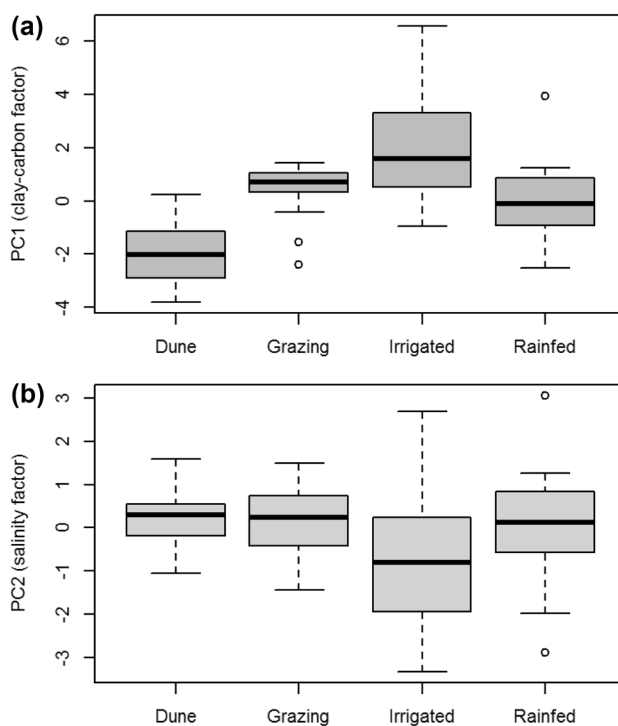 (a)
PC1 (clay-carbon factor)
6
4
2
0
-2
-4
Dune Grazing Irrigated Rainfed
(b)
PC2 (salinity factor)
3
2
1
0
-1
-2
-3
Dune Grazing Irrigated Rainfed